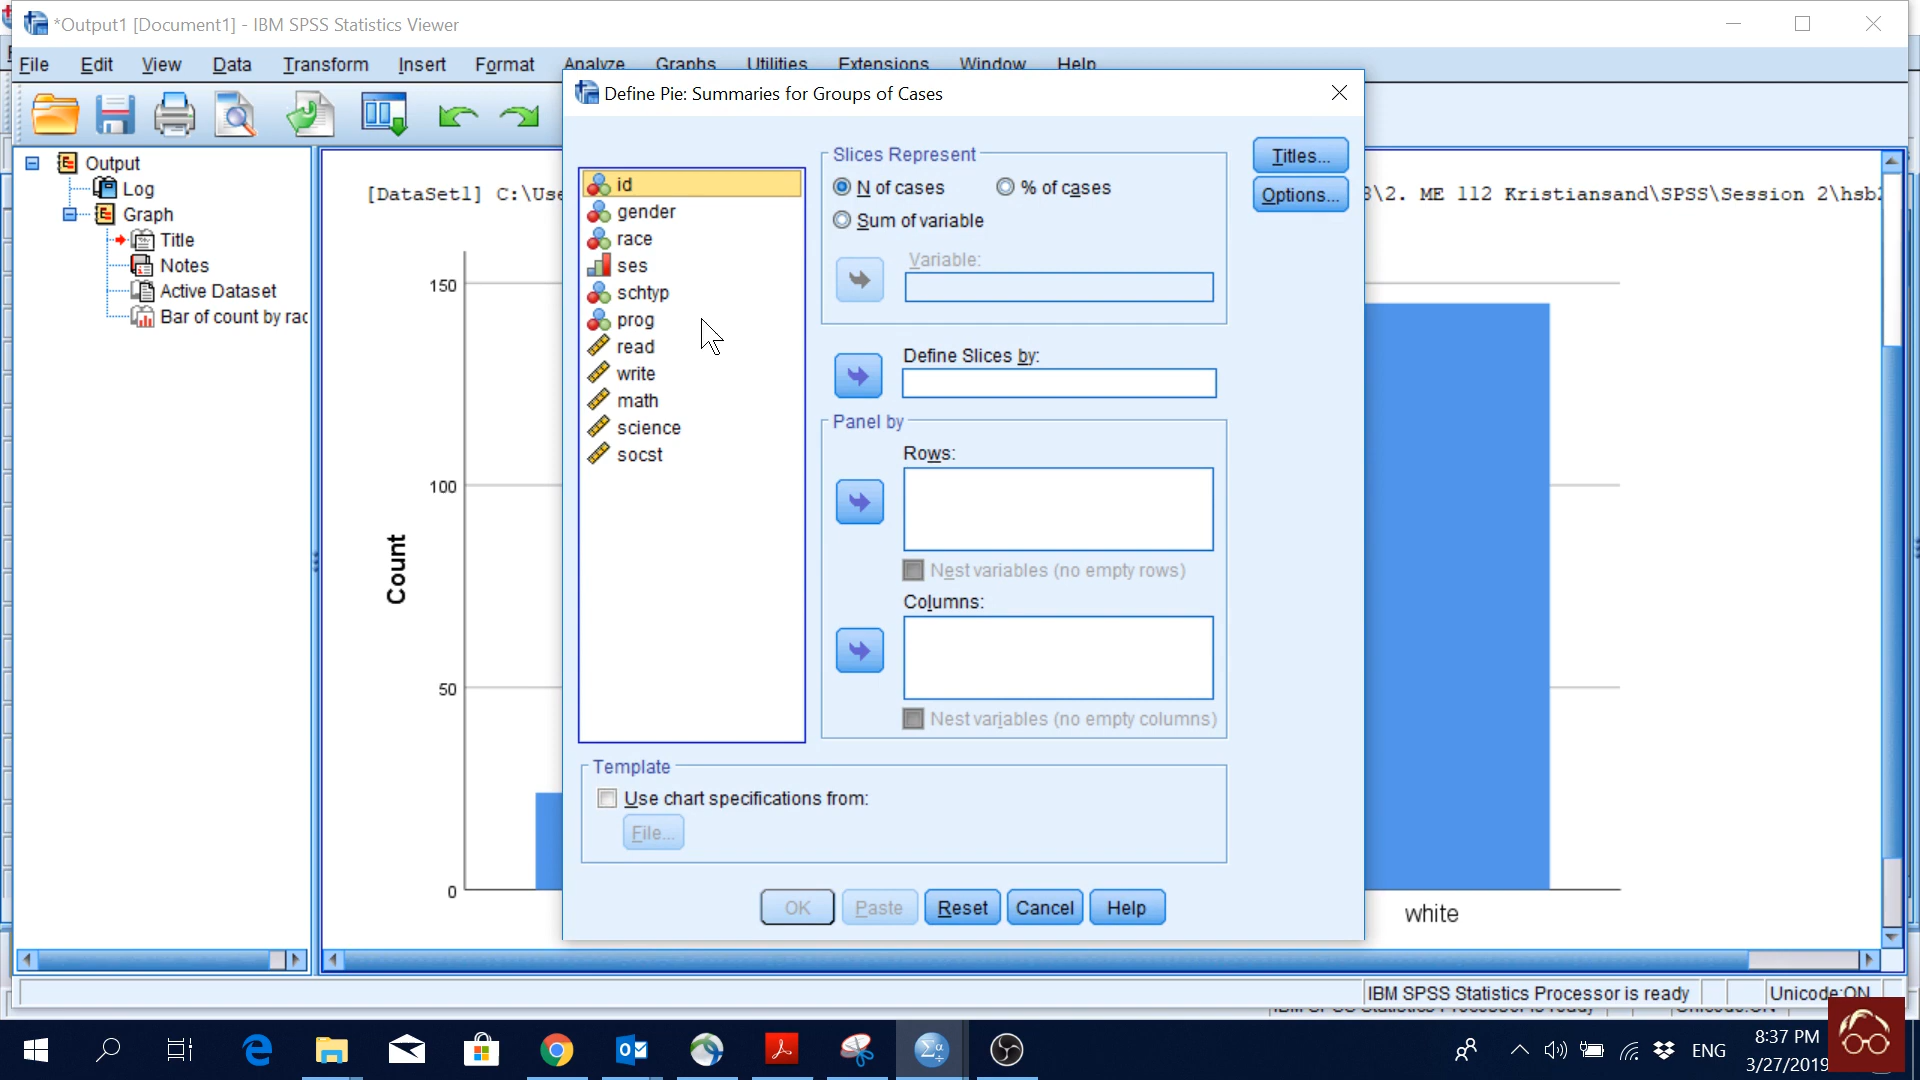 *Output1 [Document1] - IBM SPSS Statistics Viewer
File Edit View Data Transform Insert Format Analyze Graphs Utilities Extensions Window Help
Define Pie: Summaries for Groups of Cases
Output
Log
Graph
Title
Notes
Active Dataset
Bar of count by rac
[DataSet1] C:\Use
3\2. ME 112 Kristiansand\SPSS\Session 2\hsb2
150
100
50
0
Count
white
id
gender
race
ses
schtyp
prog
read
write
math
science
socst
Slices Represent
N of cases % of cases
Sum of variable
Variable:
Define Slices by:
Panel by
Rows:
Nest variables (no empty rows)
Columns:
Nest variables (no empty columns)
Titles...
Options...
Template
Use chart specifications from:
File...
OK Paste Reset Cancel Help
IBM SPSS Statistics Processor is ready Unicode:ON
ENG
8:37 PM
3/27/2019